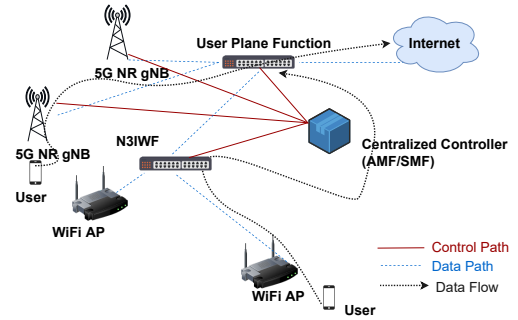 User Plane Function
Internet
5G NR gNB
5G NR gNB
N3IWF
Centralized Controller
(AMF/SMF)
User
WiFi AP
WiFi AP
User
Control Path
Data Path
Data Flow